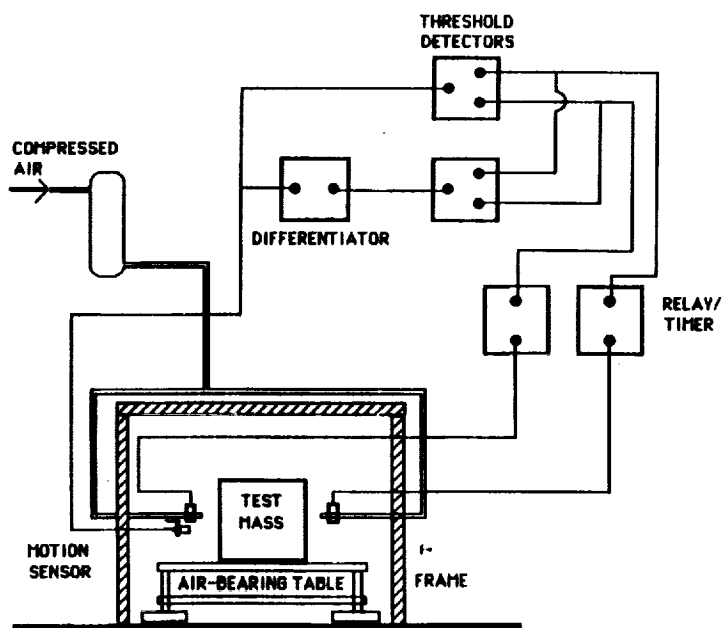 THRESHOLD
DETECTORS
COMPRESSED
AIR
DIFFERENTIATOR
RELAY/
TIMER
TEST
MASS
MOTION
SENSOR
AIR-BEARING TABLE
FRAME